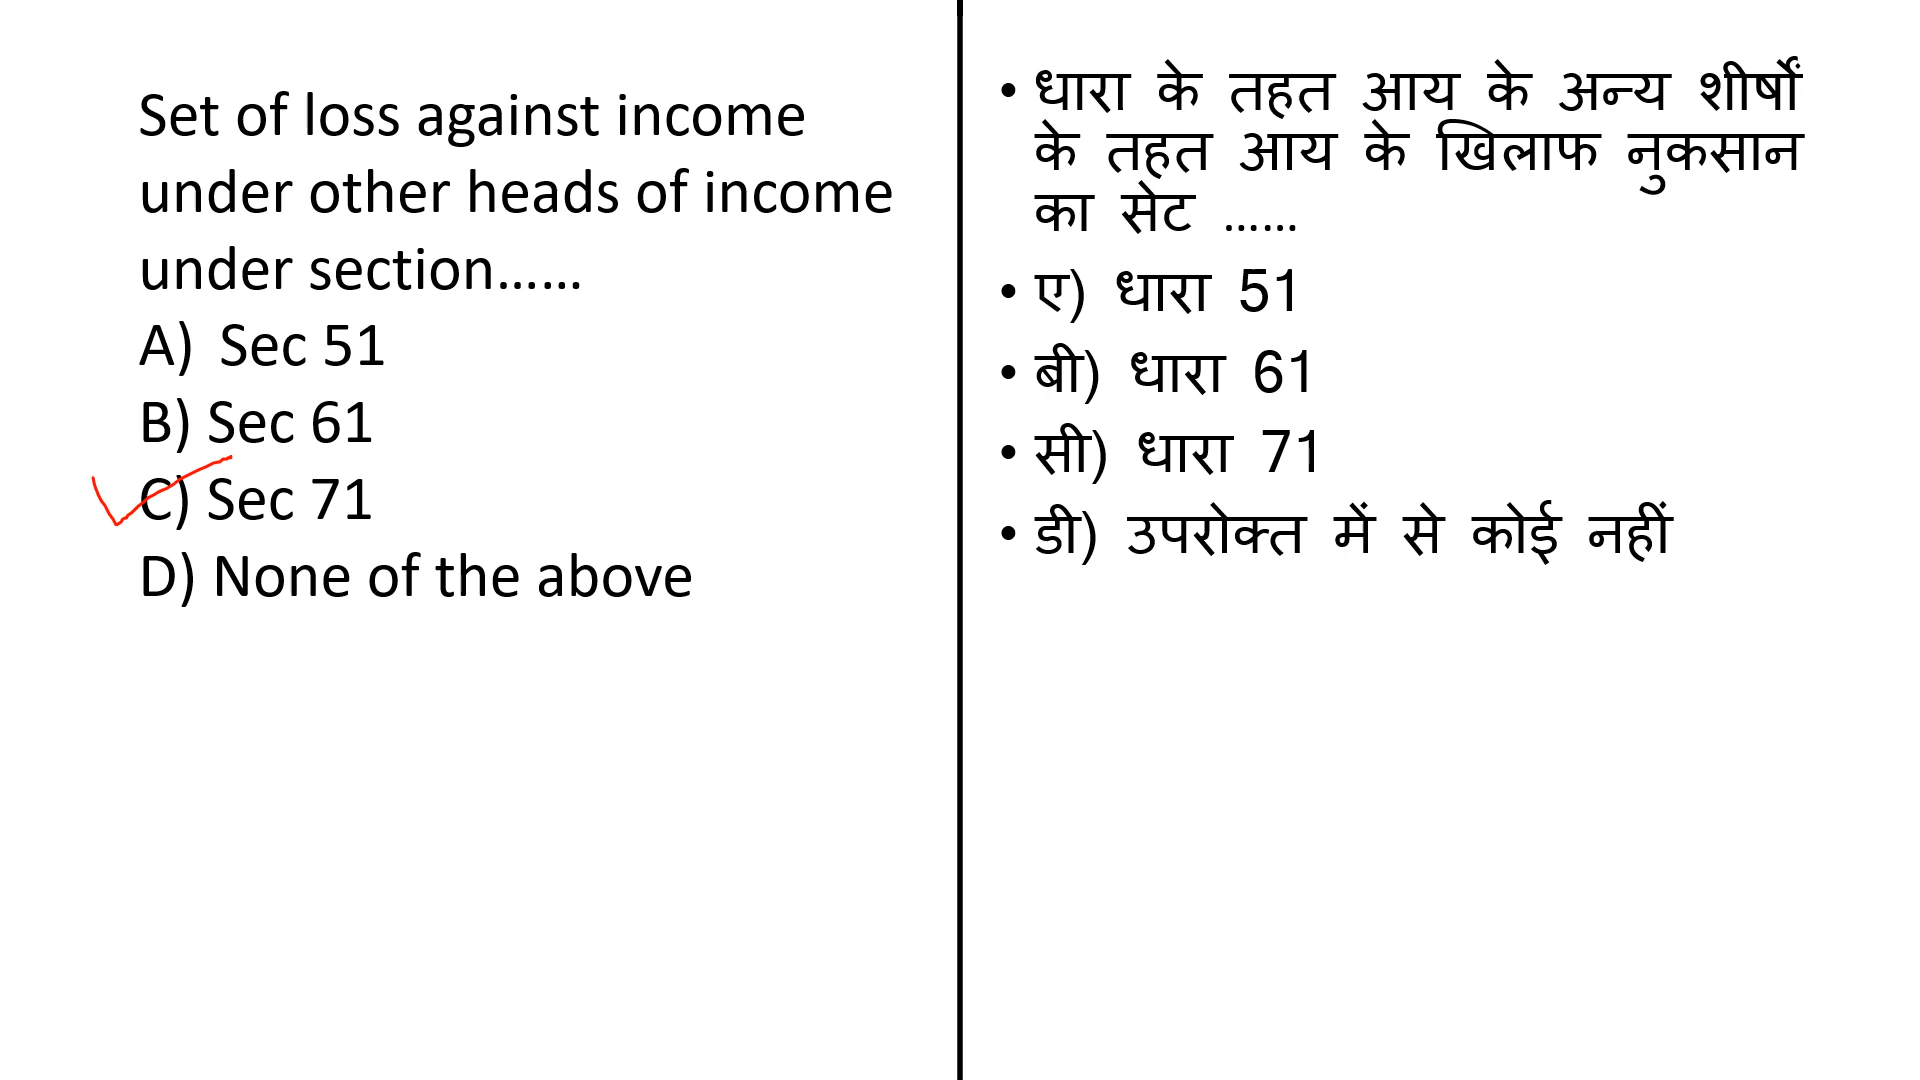 Set of loss against income
under other heads of income
under section......
A) Sec 51
B) Sec 61
C) Sec 71
D) None of the above
• धारा के तहत आय के अन्य शीर्षों
के तहत आय के खिलाफ नुकसान
का सेट ......
• ए) धारा 51
• बी) धारा 61
• सी) धारा 71
• डी) उपरोक्त में से कोई नहीं